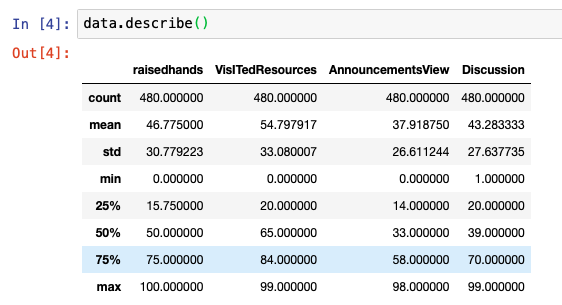 In [4]: data.describe()
Out[4]:
raisedhands VisITedResources AnnouncementsView Discussion
count 480.000000 480.000000 480.000000 480.000000
mean 46.775000 54.797917 37.918750 43.283333
std 30.779223 33.080007 26.611244 27.637735
min 0.000000 0.000000 0.000000 1.000000
25% 15.750000 20.000000 14.000000 20.000000
50% 50.000000 65.000000 33.000000 39.000000
75% 75.000000 84.000000 58.000000 70.000000
max 100.000000 99.000000 98.000000 99.000000